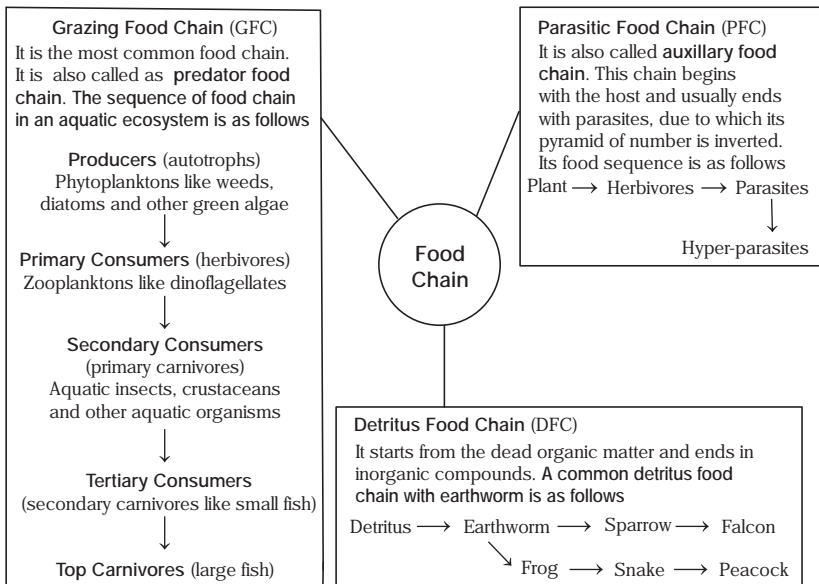 Grazing Food Chain (GFC)
It is the most common food chain.
It is also called as predator food
chain. The sequence of food chain
in an aquatic ecosystem is as follows
Producers (autotrophs)
Phytoplanktons like weeds,
diatoms and other green algae
Primary Consumers (herbivores)
Zooplanktons like dinoflagellates
Secondary Consumers
(primary carnivores)
Aquatic insects, crustaceans
and other aquatic organisms
Tertiary Consumers
(secondary carnivores like small fish)
Top Carnivores (large fish)
Food
Chain
Parasitic Food Chain (PFC)
It is also called auxillary food
chain. This chain begins
with the host and usually ends
with parasites, due to which its
pyramid of number is inverted.
Its food sequence is as follows
Plant → Herbivores → Parasites
Hyper-parasites
Detritus Food Chain (DFC)
It starts from the dead organic matter and ends in
inorganic compounds. A common detritus food
chain with earthworm is as follows
Detritus → Earthworm → Sparrow → Falcon
Frog → Snake → Peacock